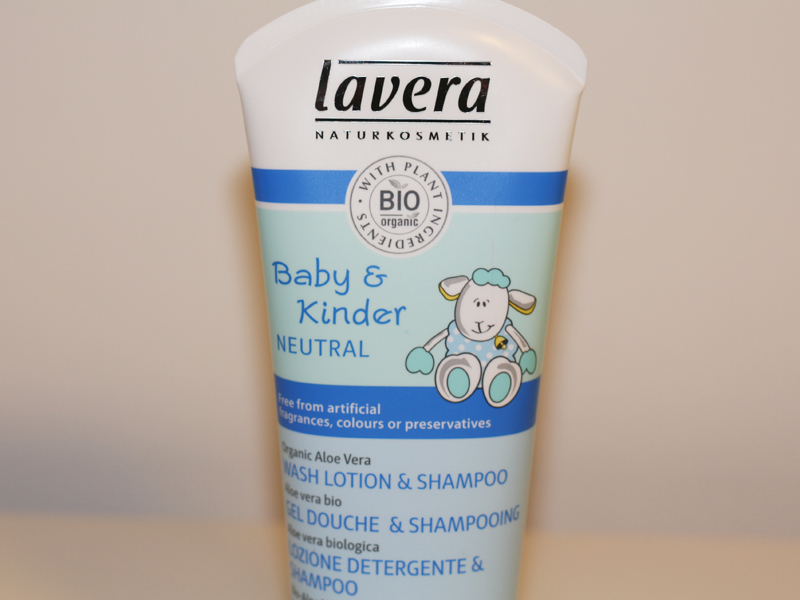 lavera
NATURKOSMETIK
WITH PLANT INGREDIENTS
BIO
organic
Baby &
Kinder
NEUTRAL
Free from artificial
fragrances, colours or preservatives
Organic Aloe Vera
WASH LOTION & SHAMPOO
Aloe vera bio
GEL DOUCHE & SHAMPOOING
Aloe vera biologica
LOZIONE DETERGENTE &
SHAMPOO